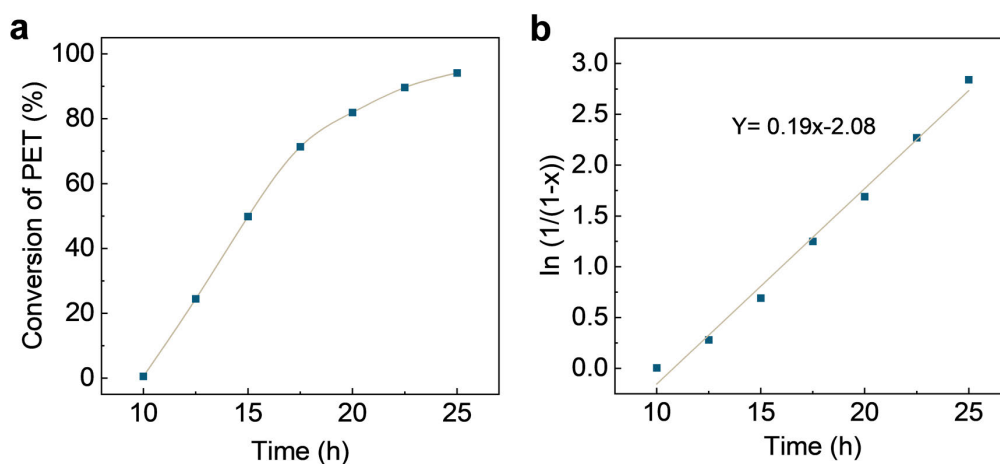 a
Conversion of PET (%)
100
80
60
40
20
0
10 15 20 25
Time (h)
b
ln (1/(1-x))
3.0
2.5
2.0
1.5
1.0
0.5
0.0
Y= 0.19x-2.08
10 15 20 25
Time (h)